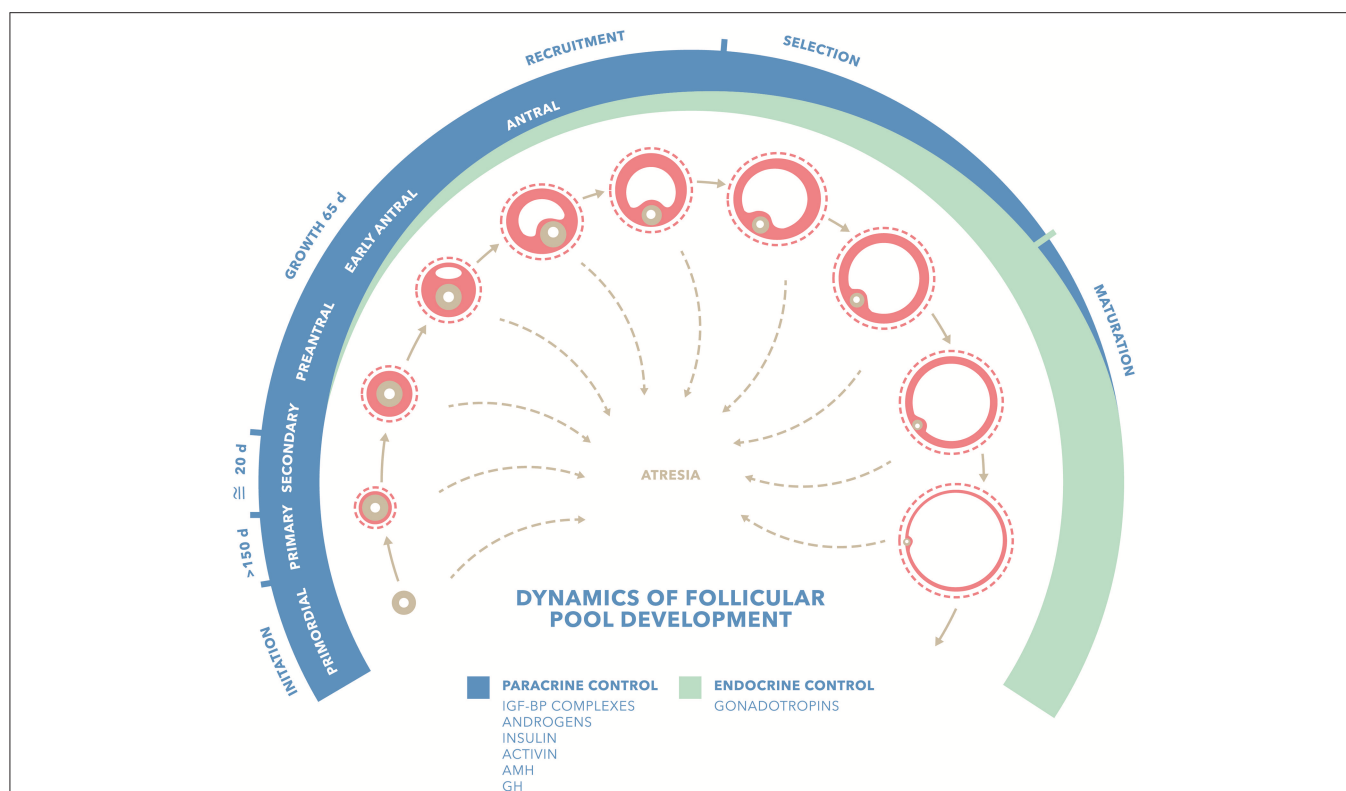 RECRUITMENT
SELECTION
ANTRAL
GROWTH 65 d
EARLY ANTRAL
MATURATION
PREANTRAL
≅ 20 d
SECONDARY
ATRESIA
>150 d
PRIMARY
INITATION
PRIMORDIAL
DYNAMICS OF FOLLICULAR
POOL DEVELOPMENT
PARACRINE CONTROL
IGF-BP COMPLEXES
ANDROGENS
INSULIN
ACTIVIN
AMH
GH
ENDOCRINE CONTROL
GONADOTROPINS